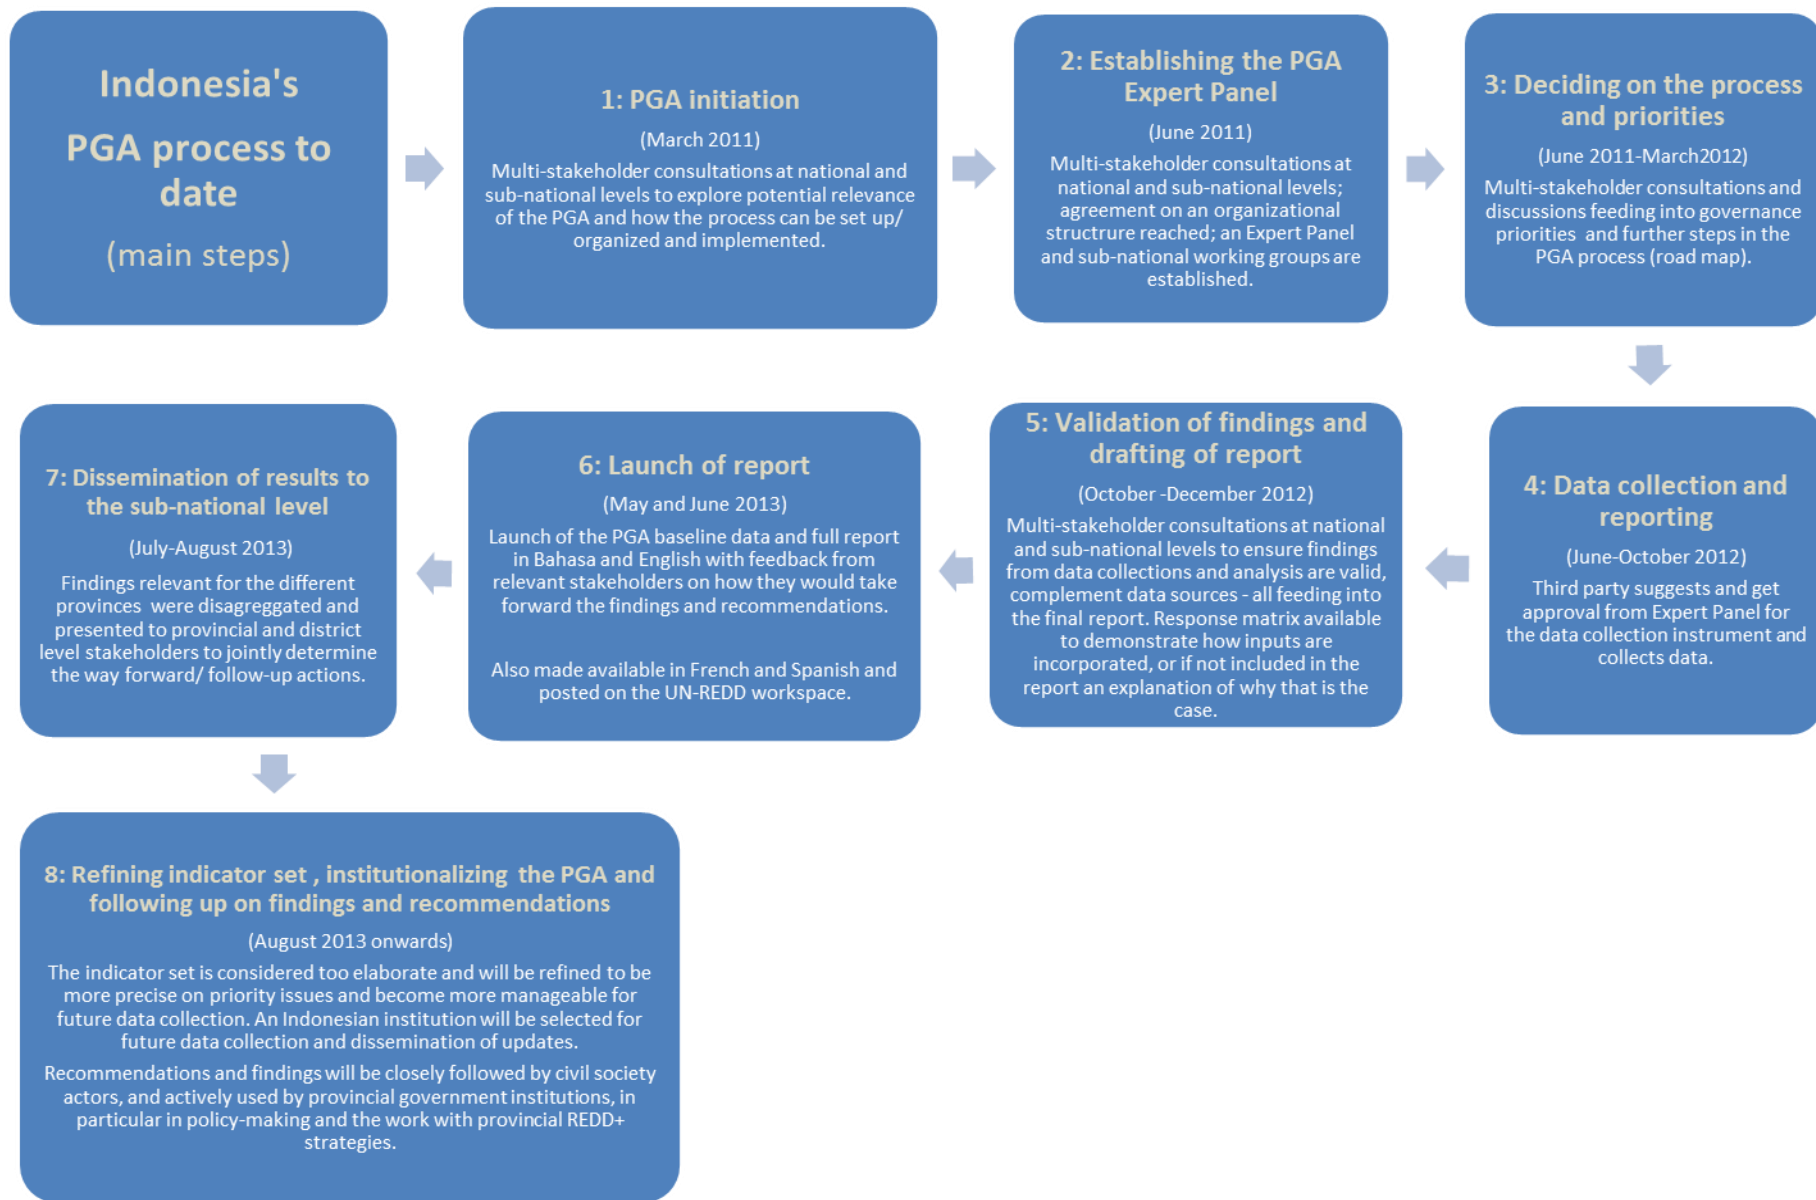 Indonesia's
PGA process to
date
(main steps)
1: PGA initiation
(March 2011)
Multi-stakeholder consultations at national and
sub-national levels to explore potential relevance
of the PGA and how the process can be set up/
organized and implemented.
2: Establishing the PGA
Expert Panel
(June 2011)
Multi-stakeholder consultations at
national and sub-national levels;
agreement on an organizational
structrure reached; an Expert Panel
and sub-national working groups are
established.
3: Deciding on the process
and priorities
(June 2011-March2012)
Multi-stakeholder consultations and
discussions feeding into governance
priorities and further steps in the
PGA process (road map).
4: Data collection and
reporting
(June-October 2012)
Third party suggests and get
approval from Expert Panel for
the data collection instrument and
collects data.
5: Validation of findings and
drafting of report
(October -December 2012)
Multi-stakeholder consultations at national
and sub-national levels to ensure findings
from data collections and analysis are valid,
complement data sources - all feeding into
the final report. Response matrix available
to demonstrate how inputs are
incorporated, or if not included in the
report an explanation of why that is the
case.
6: Launch of report
(May and June 2013)
Launch of the PGA baseline data and full report
in Bahasa and English with feedback from
relevant stakeholders on how they would take
forward the findings and recommendations.
Also made available in French and Spanish and
posted on the UN-REDD workspace.
7: Dissemination of results to
the sub-national level
(July-August 2013)
Findings relevant for the different
provinces were disagreggated and
presented to provincial and district
level stakeholders to jointly determine
the way forward/ follow-up actions.
8: Refining indicator set , institutionalizing the PGA and
following up on findings and recommendations
(August 2013 onwards)
The indicator set is considered too elaborate and will be refined to be
more precise on priority issues and become more manageable for
future data collection. An Indonesian institution will be selected for
future data collection and dissemination of updates.
Recommendations and findings will be closely followed by civil society
actors, and actively used by provincial government institutions, in
particular in policy-making and the work with provincial REDD+
strategies.